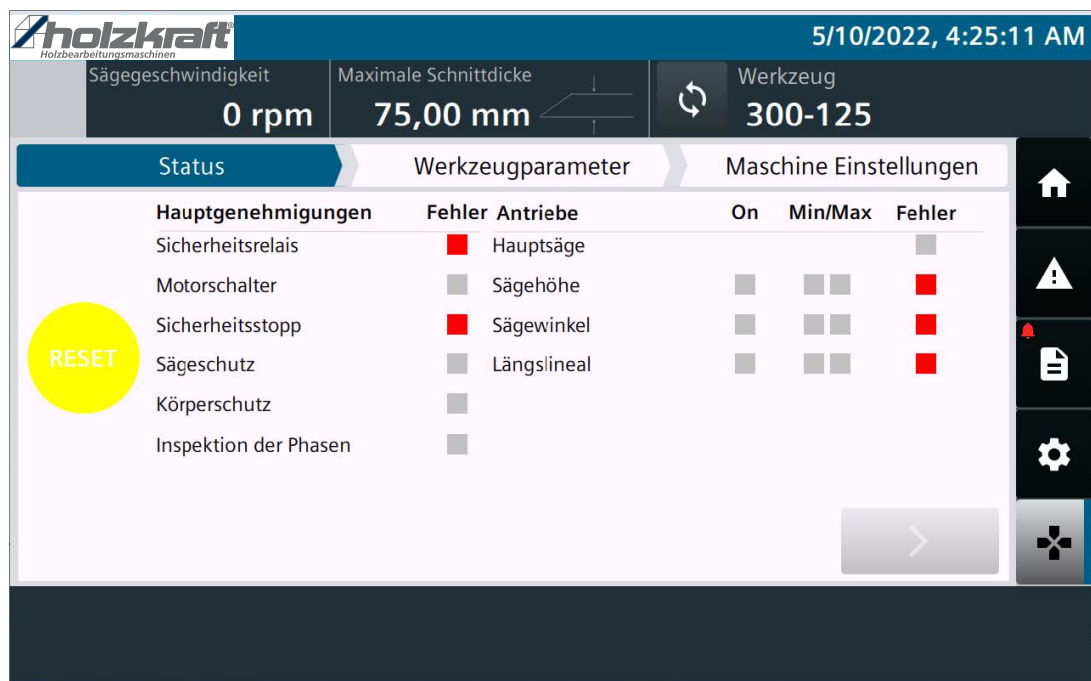 holzkraft®
Holzbearbeitungsmaschinen
5/10/2022, 4:25:11 AM
Sägegeschwindigkeit
0 rpm
Maximale Schnittdicke
75,00 mm
Werkzeug
300-125
Status
Werkzeugparameter
Maschine Einstellungen
Hauptgenehmigungen Fehler Antriebe On Min/Max Fehler
Sicherheitsrelais Hauptsäge
Motorschalter Sägehöhe
Sicherheitsstopp Sägewinkel
RESET
Sägeschutz Längslineal
Körperschutz
Inspektion der Phasen